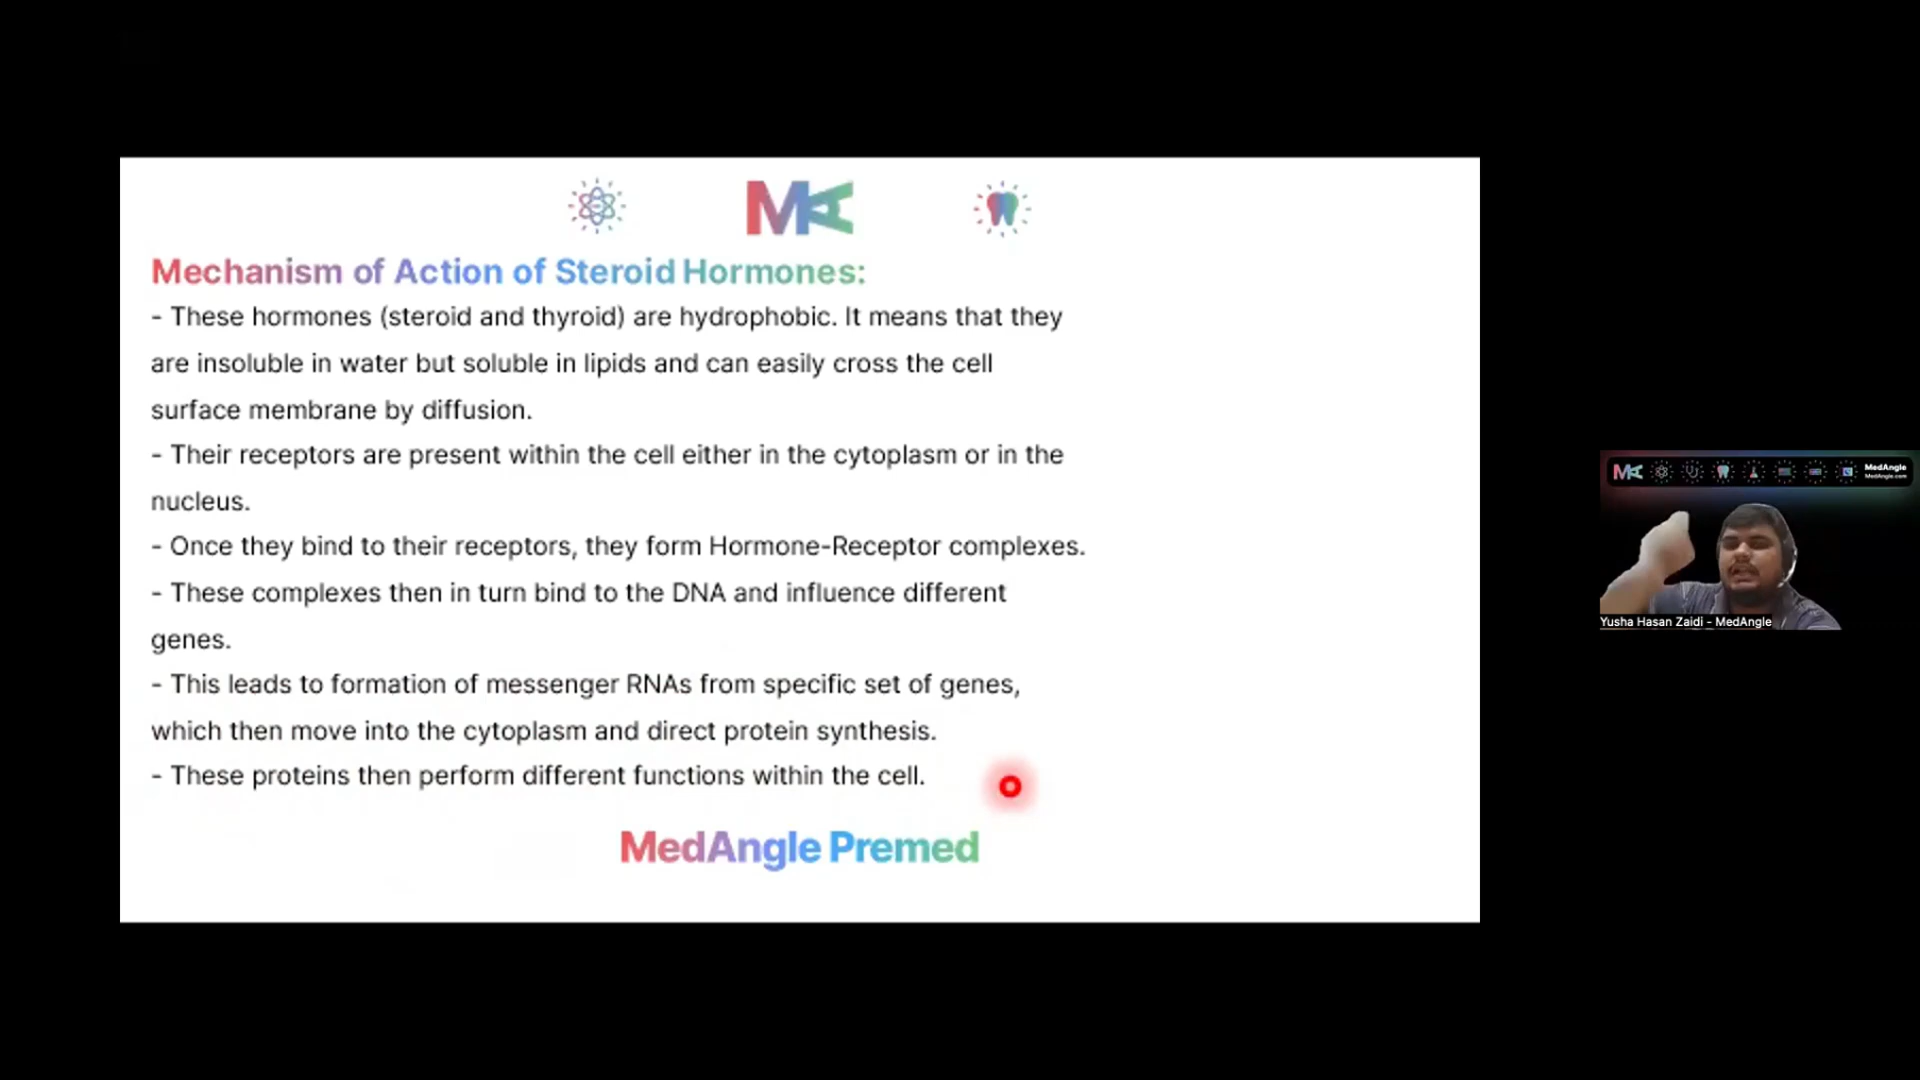 MA
Mechanism of Action of Steroid Hormones:
- These hormones (steroid and thyroid) are hydrophobic. It means that they
are insoluble in water but soluble in lipids and can easily cross the cell
surface membrane by diffusion.
- Their receptors are present within the cell either in the cytoplasm or in the
nucleus.
- Once they bind to their receptors, they form Hormone-Receptor complexes.
- These complexes then in turn bind to the DNA and influence different
genes.
- This leads to formation of messenger RNAs from specific set of genes,
which then move into the cytoplasm and direct protein synthesis.
- These proteins then perform different functions within the cell.
MedAngle Premed
MA
MedAngle
MedAngle.com
Yusha Hasan Zaidi - MedAngle